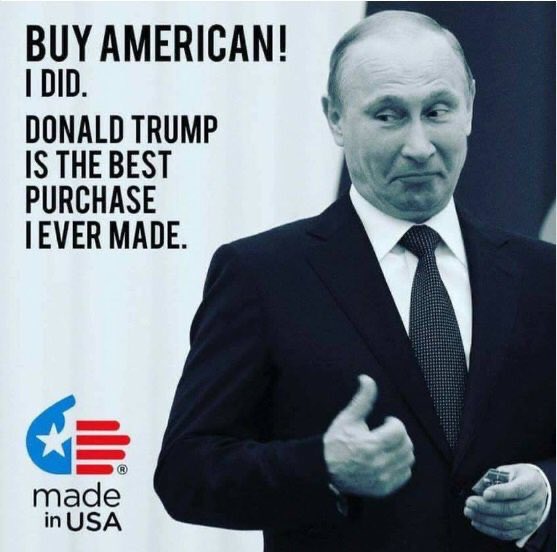 BUY AMERICAN!
I DID.
DONALD TRUMP
IS THE BEST
PURCHASE
I EVER MADE.
®
made
in USA